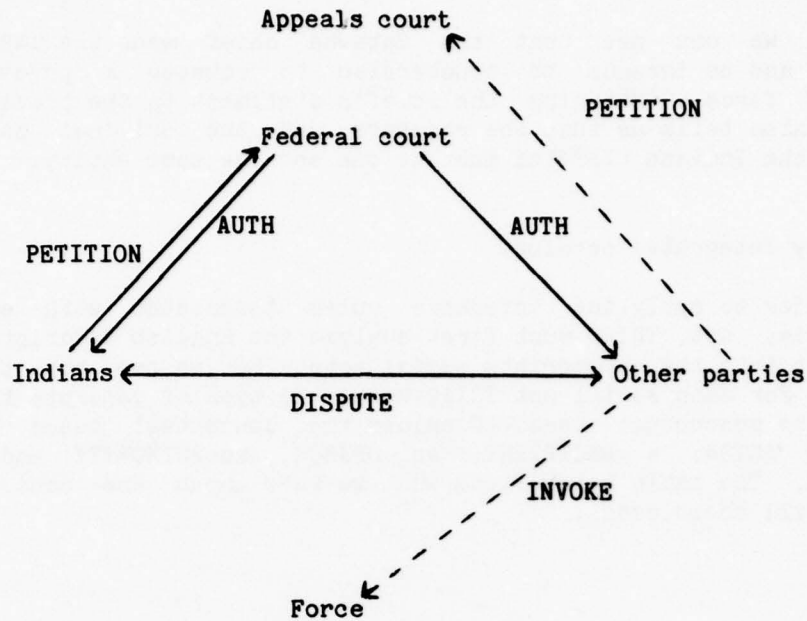 Appeals court
PETITION
Federal court
AUTH
AUTH
PETITION
Indians
Other parties
DISPUTE
INVOKE
Force